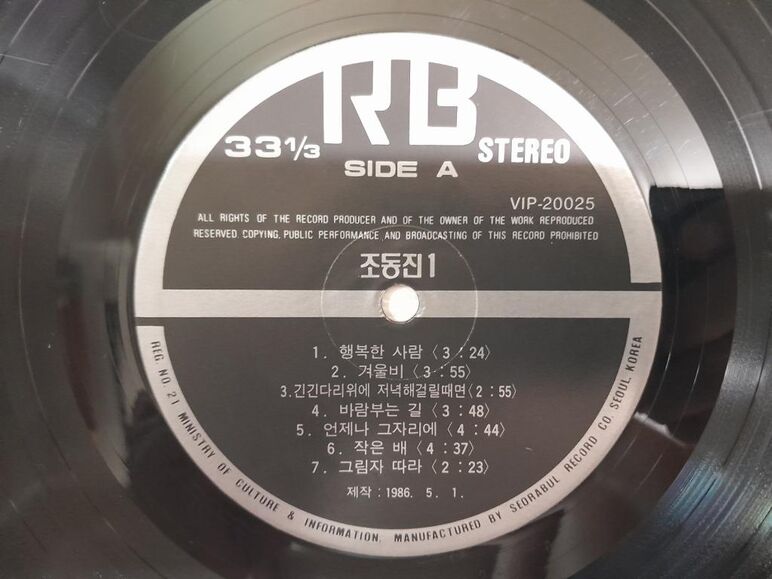 RB
33 1/3 SIDE A STEREO
VIP-20025
ALL RIGHTS OF THE RECORD PRODUCER AND OF THE OWNER OF THE WORK REPRODUCED
RESERVED. COPYING, PUBLIC PERFORMANCE AND BROADCASTING OF THIS RECORD PROHIBITED
조동진 1
1. 행복한 사람 〈3:24〉
2. 겨울비 〈3:55〉
3.긴긴다리위에 저녁해걸릴때면〈2:55〉
4. 바람부는 길 〈3:48〉
5. 언제나 그자리에 〈4:44〉
6. 작은 배 〈4:37〉
7. 그림자 따라 〈2:23〉
제작:1986. 5. 1.
REG. NO. 21 MINISTRY OF CULTURE & INFORMATION. MANUFACTURED BY SEORABUL RECORD CO. SEOUL, KOREA